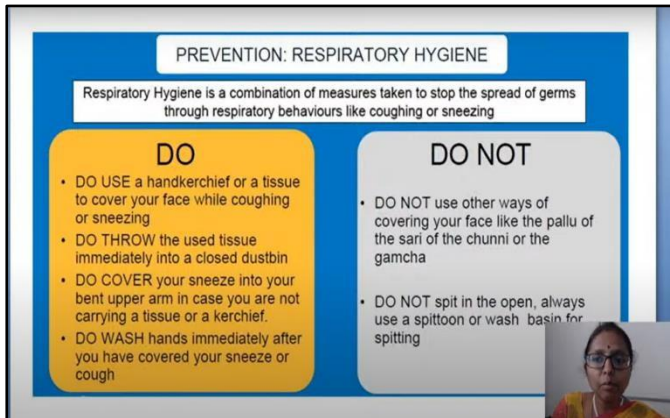 PREVENTION: RESPIRATORY HYGIENE
Respiratory Hygiene is a combination of measures taken to stop the spread of germs
through respiratory behaviours like coughing or sneezing
DO
• DO USE a handkerchief or a tissue
to cover your face while coughing
or sneezing
• DO THROW the used tissue
immediately into a closed dustbin
• DO COVER your sneeze into your
bent upper arm in case you are not
carrying a tissue or a kerchief.
• DO WASH hands immediately after
you have covered your sneeze or
cough
DO NOT
• DO NOT use other ways of
covering your face like the pallu of
the sari of the chunni or the
gamcha
• DO NOT spit in the open, always
use a spittoon or wash basin for
spitting